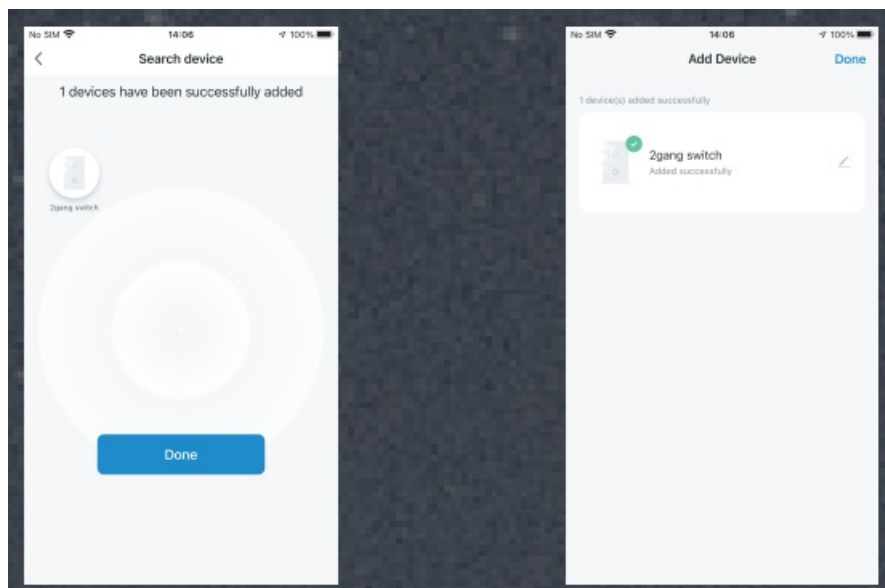 No SIM 14:06 100%
Search device
1 devices have been successfully added
2gang switch
Done
No SIM 14:06 100%
Add Device Done
1 device(s) added successfully
2gang switch
Added successfully